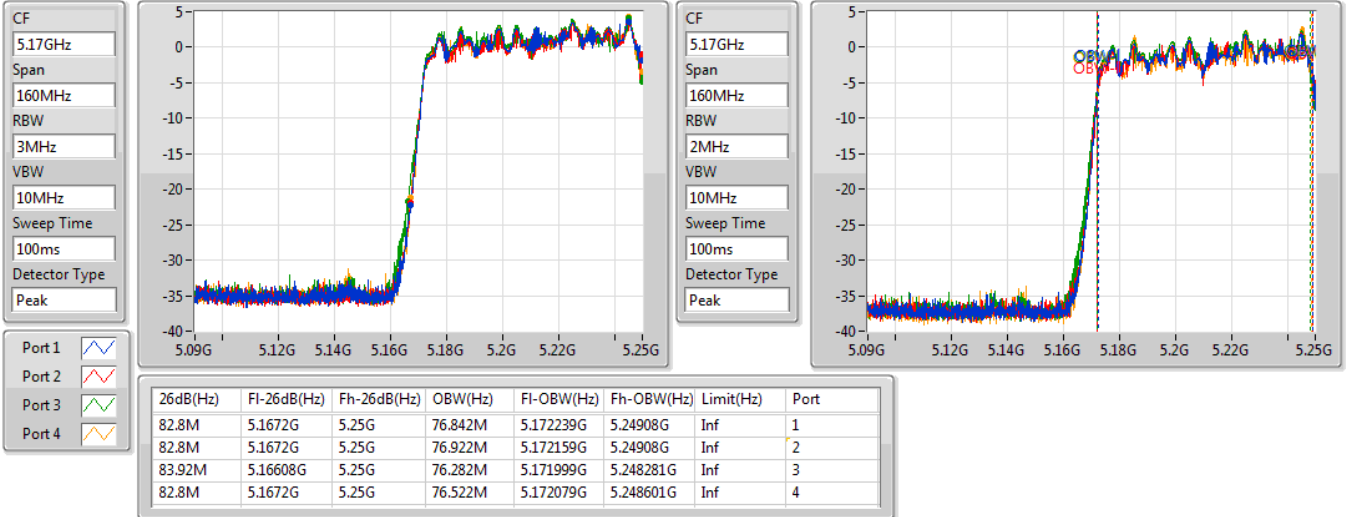 CF
5.17GHz
Span
160MHz
RBW
3MHz
VBW
10MHz
Sweep Time
100ms
Detector Type
Peak
5
0
-5
-10
-15
-20
-25
-30
-35
-40
5.09G 5.12G 5.14G 5.16G 5.18G 5.2G 5.22G 5.25G
CF
5.17GHz
Span
160MHz
RBW
2MHz
VBW
10MHz
Sweep Time
100ms
Detector Type
Peak
5
0
-5
-10
-15
-20
-25
-30
-35
-40
5.09G 5.12G 5.14G 5.16G 5.18G 5.2G 5.22G 5.25G
Port 1
Port 2
Port 3
Port 4
26dB(Hz) Fl-26dB(Hz) Fh-26dB(Hz) OBW(Hz) Fl-OBW(Hz) Fh-OBW(Hz) Limit(Hz) Port
82.8M 5.1672G 5.25G 76.842M 5.172239G 5.24908G Inf 1
82.8M 5.1672G 5.25G 76.922M 5.172159G 5.24908G Inf 2
83.92M 5.16608G 5.25G 76.282M 5.171999G 5.248281G Inf 3
82.8M 5.1672G 5.25G 76.522M 5.172079G 5.248601G Inf 4